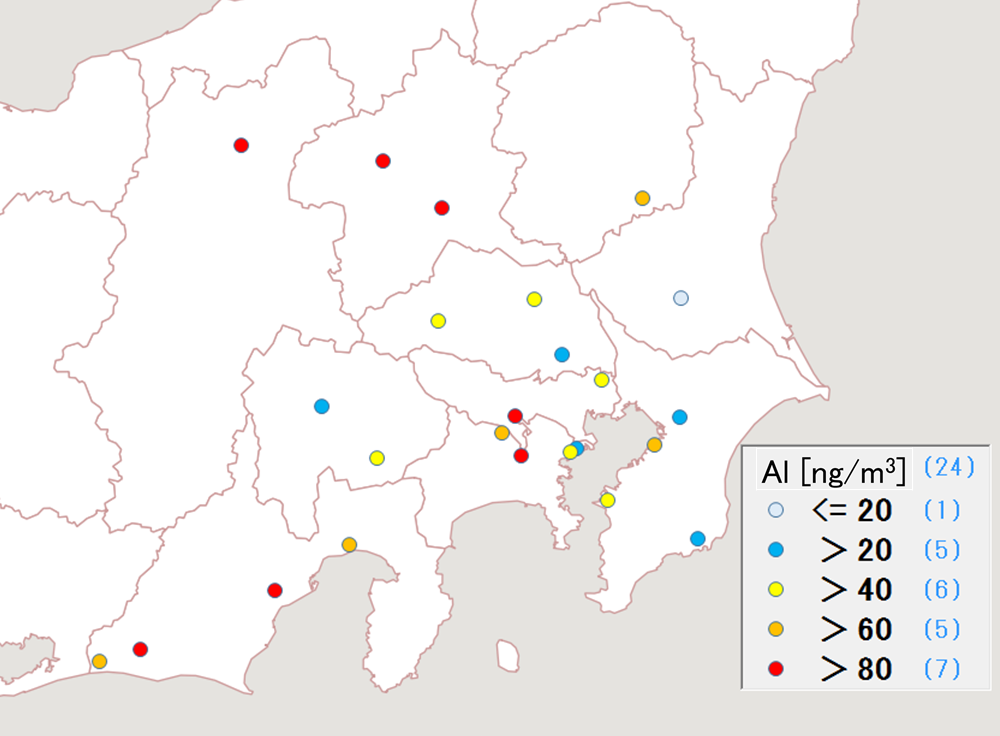 Al [ng/m³] (24)
<= 20 (1)
> 20 (5)
> 40 (6)
> 60 (5)
> 80 (7)